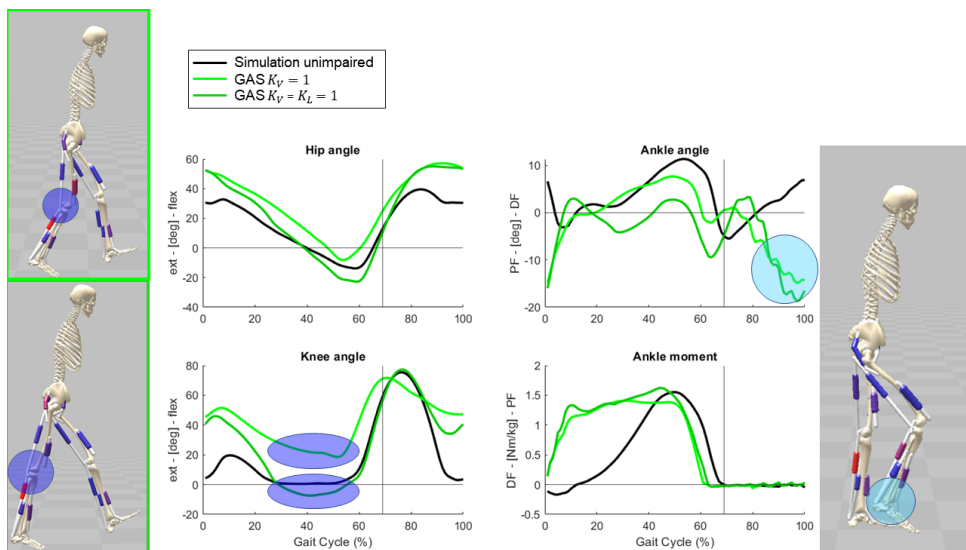 Simulation unimpaired
GAS K_V = 1
GAS K_V = K_L = 1
Hip angle
ext - [deg] - flex
60
40
20
0
-20
-40
0 20 40 60 80 100
Ankle angle
PF - [deg] - DF
10
0
-10
-20
0 20 40 60 80 100
Knee angle
ext - [deg] - flex
80
60
40
20
0
-20
0 20 40 60 80 100
Gait Cycle (%)
Ankle moment
DF - [Nm/kg] - PF
2
1.5
1
0.5
0
-0.5
0 20 40 60 80 100
Gait Cycle (%)